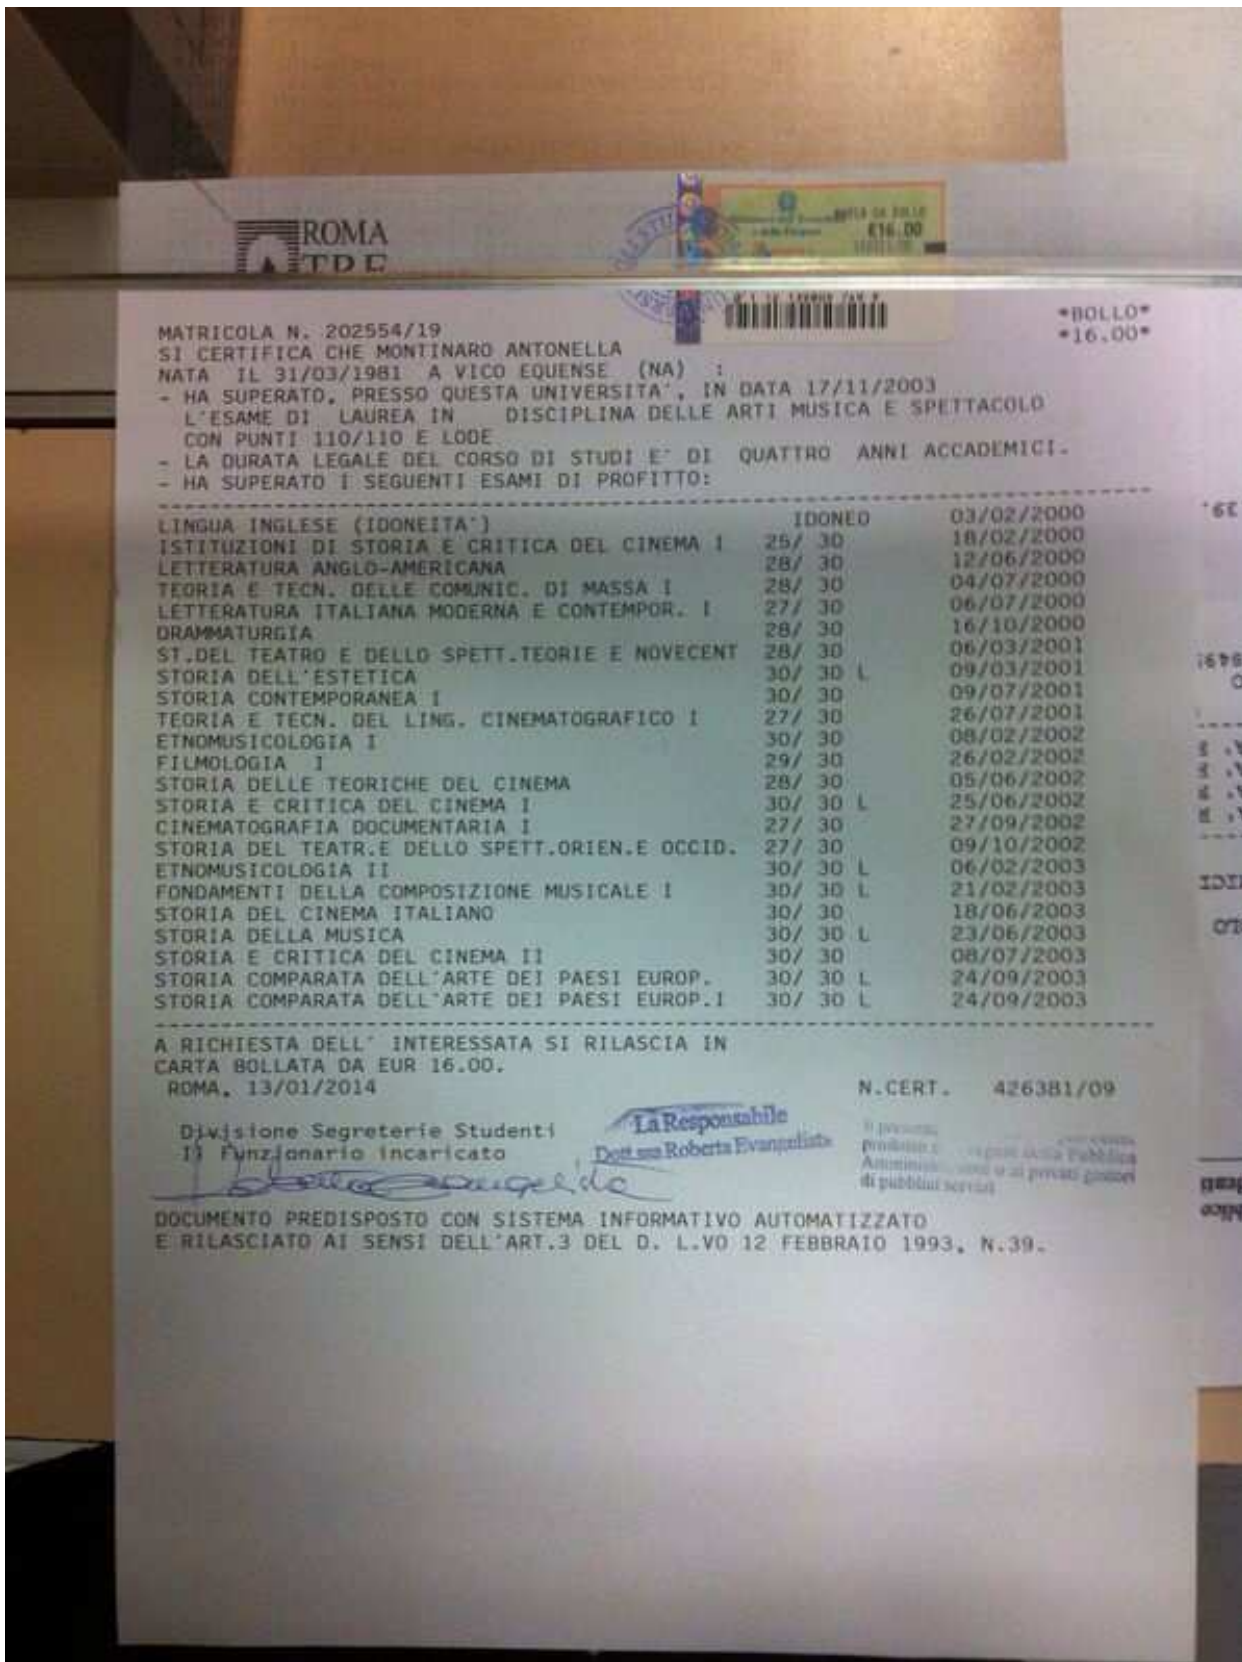 ROMA
TRE
MARCA DA BOLLO
€16.00
*BOLLO*
*16.00*
MATRICOLA N. 202554/19
SI CERTIFICA CHE MONTINARO ANTONELLA
NATA IL 31/03/1981 A VICO EQUENSE (NA) :
- HA SUPERATO, PRESSO QUESTA UNIVERSITA', IN DATA 17/11/2003
L'ESAME DI LAUREA IN DISCIPLINA DELLE ARTI MUSICA E SPETTACOLO
CON PUNTI 110/110 E LODE
- LA DURATA LEGALE DEL CORSO DI STUDI E' DI QUATTRO ANNI ACCADEMICI.
- HA SUPERATO I SEGUENTI ESAMI DI PROFITTO:
LINGUA INGLESE (IDONEITA') IDONEO 03/02/2000
ISTITUZIONI DI STORIA E CRITICA DEL CINEMA I 25/ 30 18/02/2000
LETTERATURA ANGLO-AMERICANA 28/ 30 12/06/2000
TEORIA E TECN. DELLE COMUNIC. DI MASSA I 28/ 30 04/07/2000
LETTERATURA ITALIANA MODERNA E CONTEMPOR. I 27/ 30 06/07/2000
DRAMMATURGIA 28/ 30 16/10/2000
ST.DEL TEATRO E DELLO SPETT.TEORIE E NOVECENT 28/ 30 06/03/2001
STORIA DELL'ESTETICA 30/ 30 L 09/03/2001
STORIA CONTEMPORANEA I 30/ 30 09/07/2001
TEORIA E TECN. DEL LING. CINEMATOGRAFICO I 27/ 30 26/07/2001
ETNOMUSICOLOGIA I 30/ 30 08/02/2002
FILMOLOGIA I 29/ 30 26/02/2002
STORIA DELLE TEORICHE DEL CINEMA 28/ 30 05/06/2002
STORIA E CRITICA DEL CINEMA I 30/ 30 L 25/06/2002
CINEMATOGRAFIA DOCUMENTARIA I 27/ 30 27/09/2002
STORIA DEL TEATR.E DELLO SPETT.ORIEN.E OCCID. 27/ 30 09/10/2002
ETNOMUSICOLOGIA II 30/ 30 L 06/02/2003
FONDAMENTI DELLA COMPOSIZIONE MUSICALE I 30/ 30 L 21/02/2003
STORIA DEL CINEMA ITALIANO 30/ 30 18/06/2003
STORIA DELLA MUSICA 30/ 30 L 23/06/2003
STORIA E CRITICA DEL CINEMA II 30/ 30 08/07/2003
STORIA COMPARATA DELL'ARTE DEI PAESI EUROP. 30/ 30 L 24/09/2003
STORIA COMPARATA DELL'ARTE DEI PAESI EUROP.I 30/ 30 L 24/09/2003
A RICHIESTA DELL' INTERESSATA SI RILASCIA IN
CARTA BOLLATA DA EUR 16.00.
ROMA, 13/01/2014 N.CERT. 426381/09
Divisione Segreterie Studenti
Il funzionario incaricato
La Responsabile
Dott.ssa Roberta Evangelista
Roberta Evangelista
della Pubblica
o ai privati gestori
di pubblici servizi
DOCUMENTO PREDISPOSTO CON SISTEMA INFORMATIVO AUTOMATIZZATO
E RILASCIATO AI SENSI DELL'ART.3 DEL D. L.VO 12 FEBBRAIO 1993, N.39.